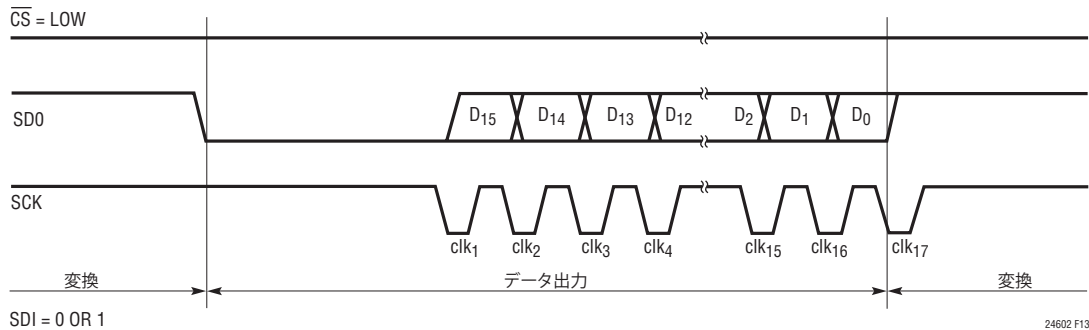 CS = LOW
SD0
D15 D14 D13 D12 D2 D1 D0
SCK
clk1 clk2 clk3 clk4 clk15 clk16 clk17
変換 データ出力 変換
SDI = 0 OR 1
24602 F13